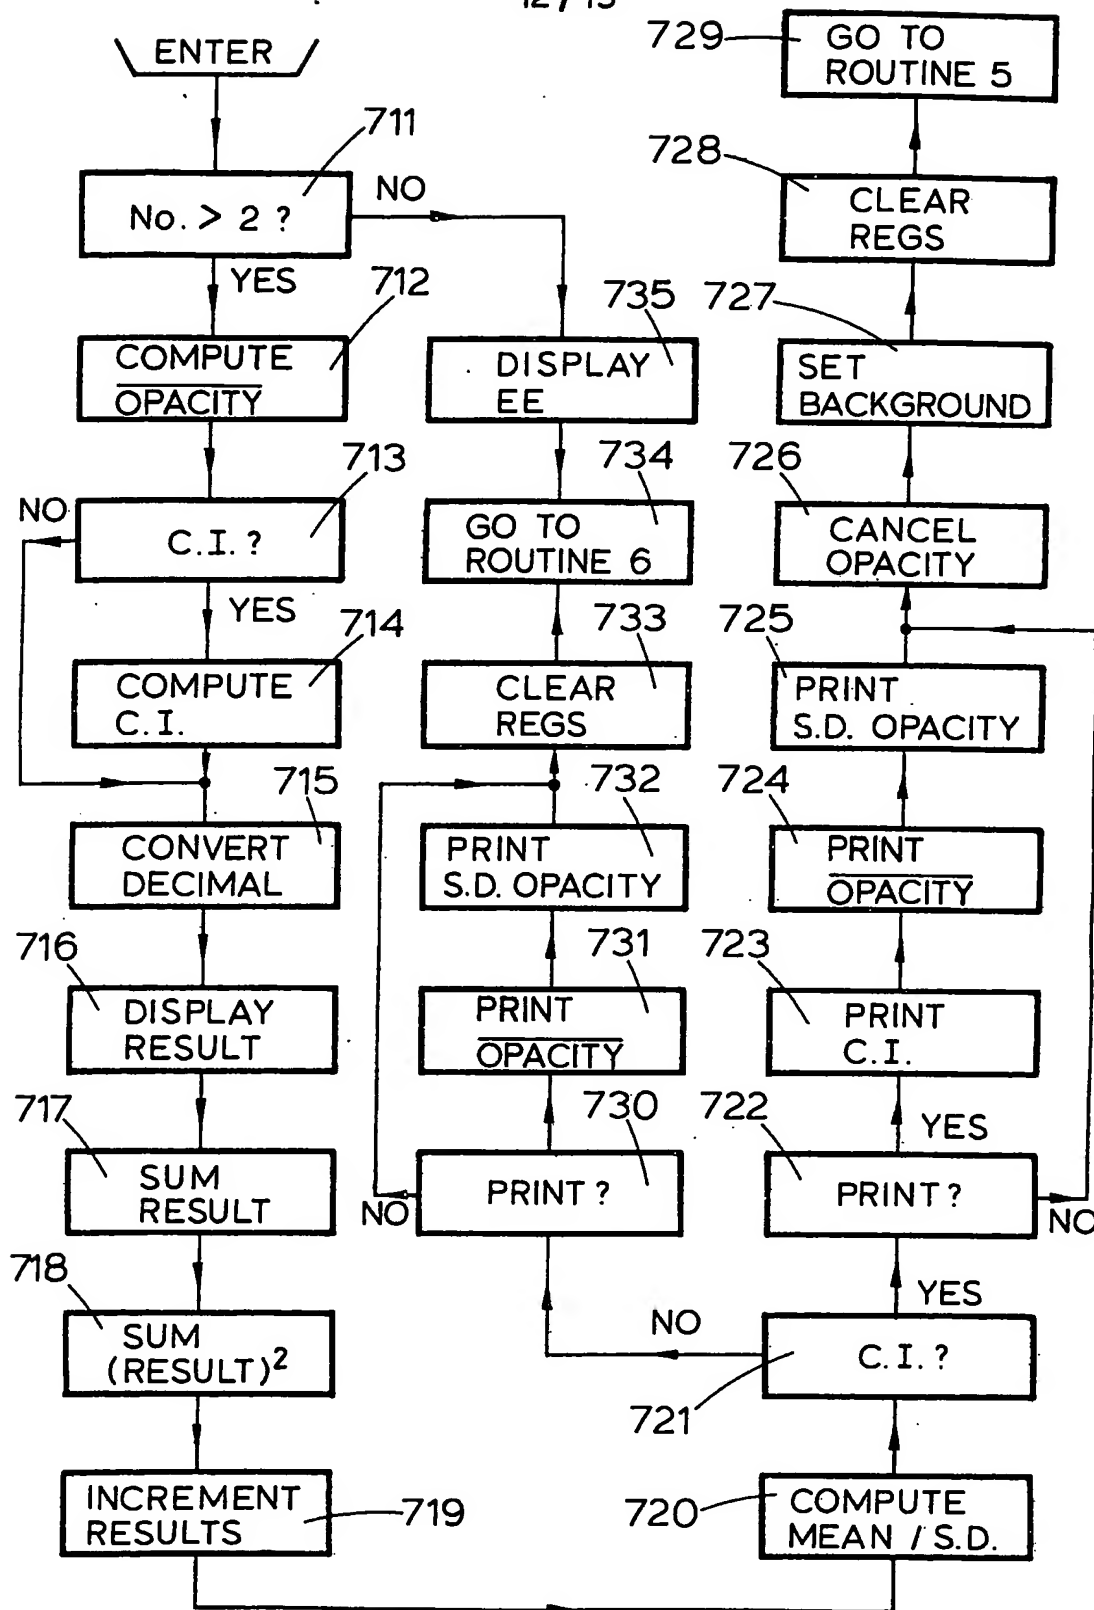 12/13
ENTER
711
No. > 2 ?
NO
YES
712
COMPUTE
OPACITY
713
NO
C.I. ?
YES
714
COMPUTE
C.I.
715
CONVERT
DECIMAL
716
DISPLAY
RESULT
717
SUM
RESULT
718
SUM
(RESULT)²
INCREMENT
RESULTS
719
735
DISPLAY
EE
734
GO TO
ROUTINE 6
733
CLEAR
REGS
732
PRINT
S.D. OPACITY
731
PRINT
OPACITY
730
PRINT ?
NO
NO
729
GO TO
ROUTINE 5
728
CLEAR
REGS
727
SET
BACKGROUND
726
CANCEL
OPACITY
725
PRINT
S.D. OPACITY
724
PRINT
OPACITY
723
PRINT
C.I.
722
YES
PRINT ?
NO
YES
C.I. ?
721
720
COMPUTE
MEAN / S.D.